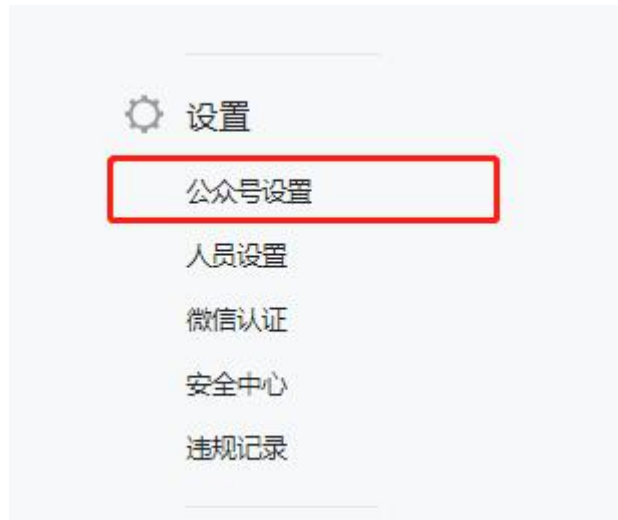 设置
公众号设置
人员设置
微信认证
安全中心
违规记录